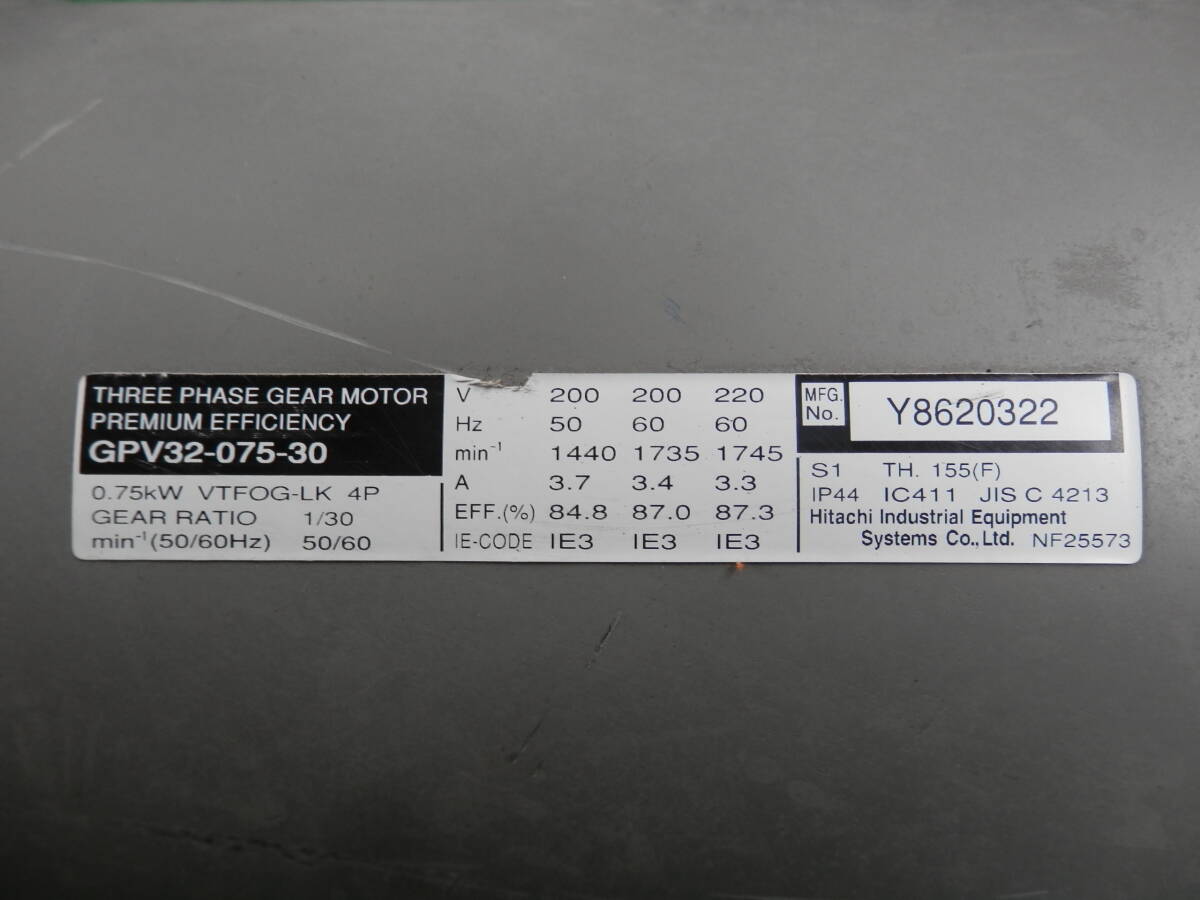 THREE PHASE GEAR MOTOR
PREMIUM EFFICIENCY
GPV32-075-30
0.75kW VTFOG-LK 4P
GEAR RATIO 1/30
min⁻¹(50/60Hz) 50/60
V 200 200 220
Hz 50 60 60
min⁻¹ 1440 1735 1745
A 3.7 3.4 3.3
EFF.(%) 84.8 87.0 87.3
IE-CODE IE3 IE3 IE3
MFG. No. Y8620322
S1 TH. 155(F)
IP44 IC411 JIS C 4213
Hitachi Industrial Equipment
Systems Co.,Ltd. NF25573